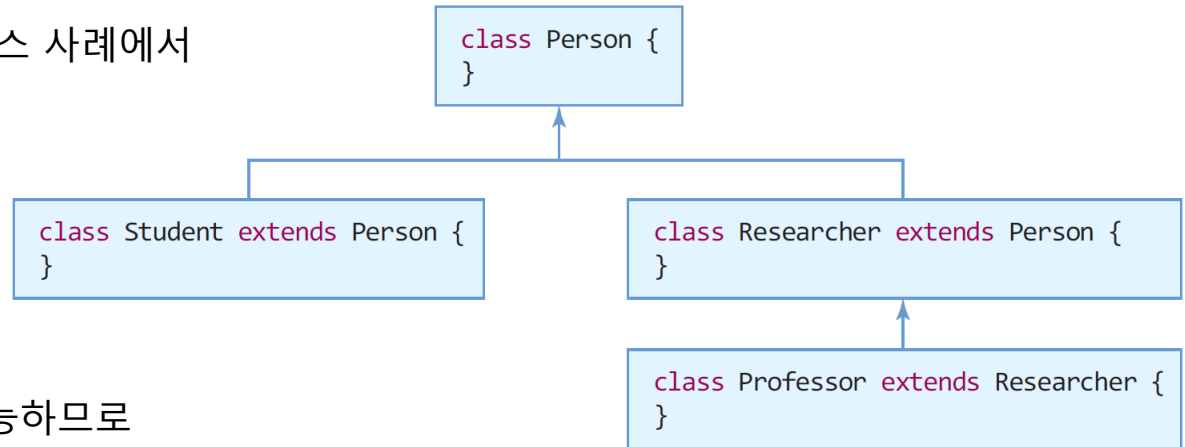 스 사례에서
class Person {
}
class Student extends Person {
}
class Researcher extends Person {
}
class Professor extends Researcher {
}
능하므로